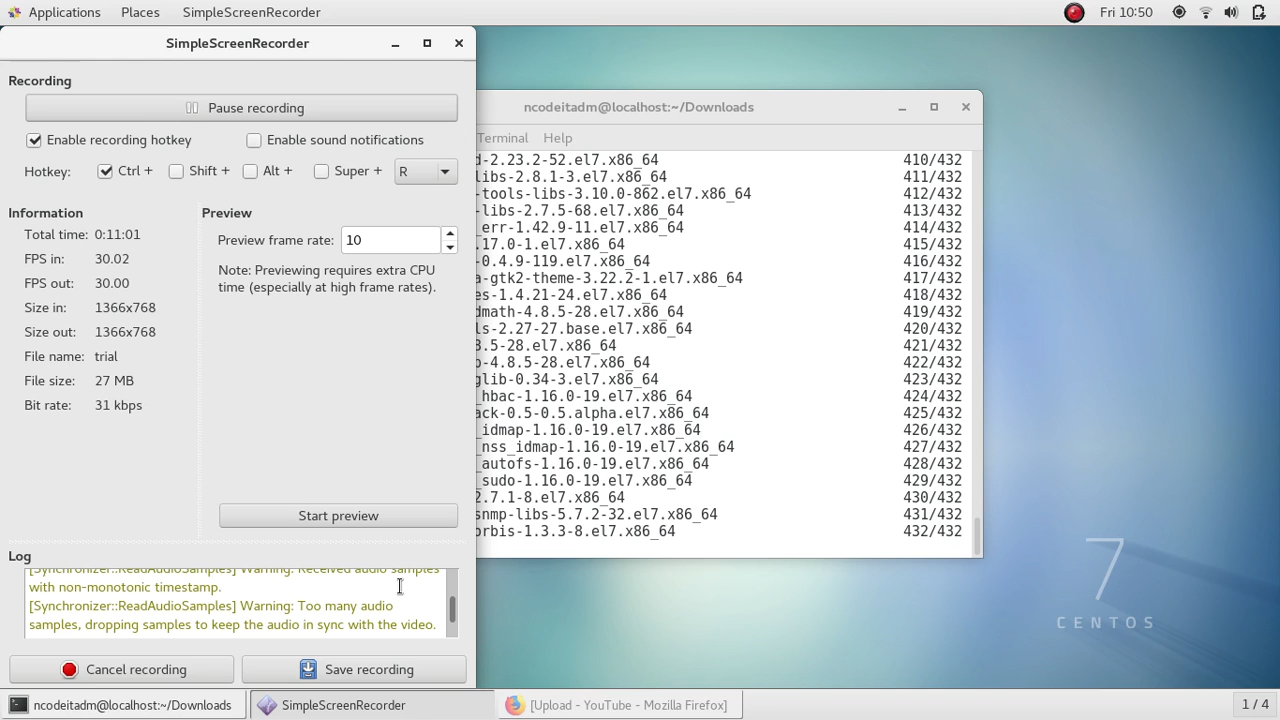 Applications Places SimpleScreenRecorder Fri 10:50
SimpleScreenRecorder
Recording
Pause recording
Enable recording hotkey Enable sound notifications
Hotkey: Ctrl + Shift + Alt + Super + R
Information
Total time: 0:11:01
FPS in: 30.02
FPS out: 30.00
Size in: 1366x768
Size out: 1366x768
File name: trial
File size: 27 MB
Bit rate: 31 kbps
Preview
Preview frame rate: 10
Note: Previewing requires extra CPU
time (especially at high frame rates).
Start preview
Log
[Synchronizer::ReadAudioSamples] Warning: Received audio samples
with non-monotonic timestamp.
[Synchronizer::ReadAudioSamples] Warning: Too many audio
samples, dropping samples to keep the audio in sync with the video.
Cancel recording Save recording
ncodeitadm@localhost:~/Downloads
Terminal Help
d-2.23.2-52.el7.x86_64 410/432
libs-2.8.1-3.el7.x86_64 411/432
-tools-libs-3.10.0-862.el7.x86_64 412/432
-libs-2.7.5-68.el7.x86_64 413/432
_err-1.42.9-11.el7.x86_64 414/432
.17.0-1.el7.x86_64 415/432
-0.4.9-119.el7.x86_64 416/432
a-gtk2-theme-3.22.2-1.el7.x86_64 417/432
es-1.4.21-24.el7.x86_64 418/432
dmath-4.8.5-28.el7.x86_64 419/432
ls-2.27-27.base.el7.x86_64 420/432
3.5-28.el7.x86_64 421/432
o-4.8.5-28.el7.x86_64 422/432
glib-0.34-3.el7.x86_64 423/432
_hbac-1.16.0-19.el7.x86_64 424/432
ack-0.5-0.5.alpha.el7.x86_64 425/432
_idmap-1.16.0-19.el7.x86_64 426/432
_nss_idmap-1.16.0-19.el7.x86_64 427/432
_autofs-1.16.0-19.el7.x86_64 428/432
_sudo-1.16.0-19.el7.x86_64 429/432
2.7.1-8.el7.x86_64 430/432
snmp-libs-5.7.2-32.el7.x86_64 431/432
orbis-1.3.3-8.el7.x86_64 432/432
7
CENTOS
ncodeitadm@localhost:~/Downloads SimpleScreenRecorder [Upload - YouTube - Mozilla Firefox] 1 / 4